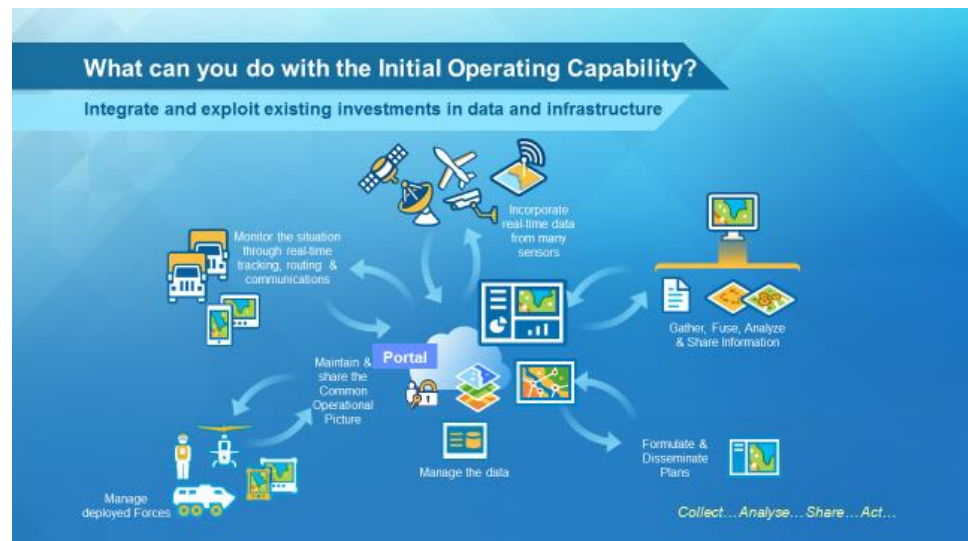 What can you do with the Initial Operating Capability?
Integrate and exploit existing investments in data and infrastructure
Incorporate
real-time data
from many
sensors
Monitor the situation
through real-time
tracking, routing &
communications
Gather, Fuse, Analyze
& Share Information
Portal
Maintain &
share the
Common
Operational
Picture
Manage the data
Formulate &
Disseminate
Plans
Manage
deployed Forces
Collect…Analyse…Share…Act…